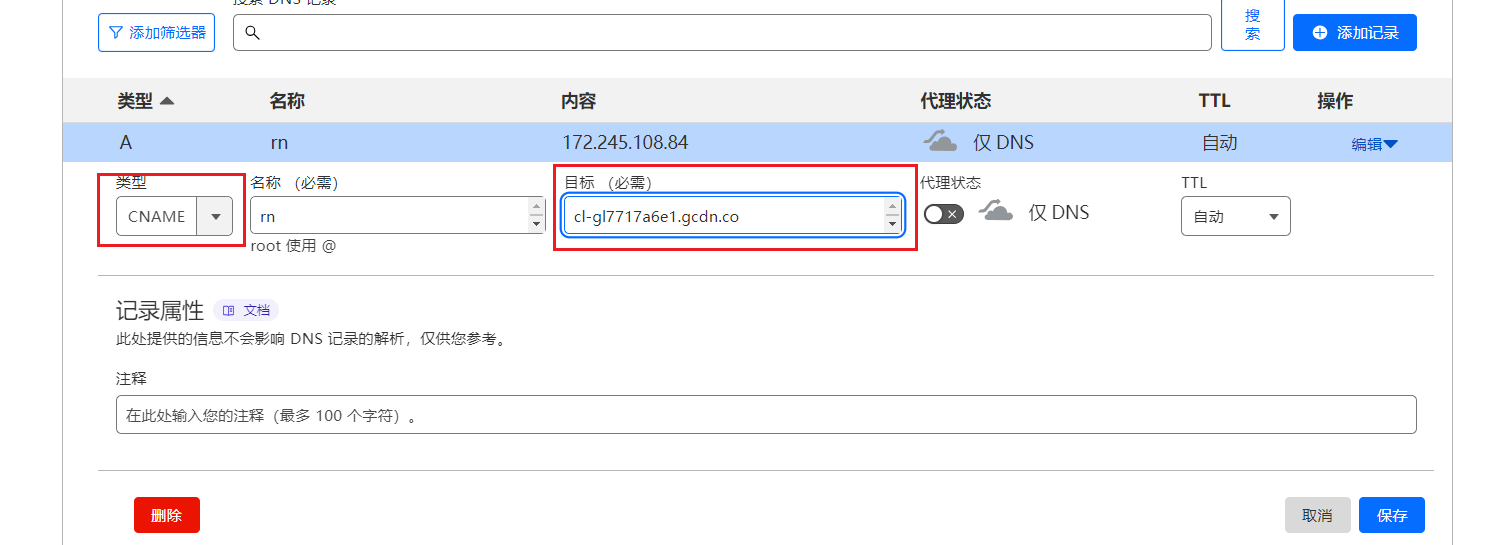 搜索 DNS 记录
添加筛选器
搜
索
添加记录
类型 名称 内容 代理状态 TTL 操作
A rn 172.245.108.84 仅 DNS 自动 编辑
类型 名称 (必需) 目标 (必需) 代理状态 TTL
CNAME rn cl-gl7717a6e1.gcdn.co 仅 DNS 自动
root 使用 @
记录属性 文档
此处提供的信息不会影响 DNS 记录的解析，仅供您参考。
注释
在此处输入您的注释（最多 100 个字符）。
删除 取消 保存